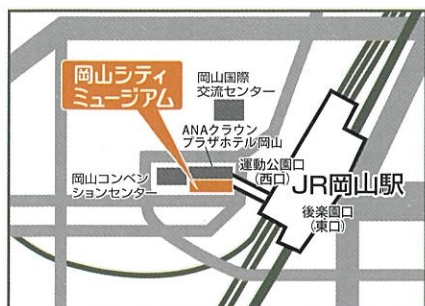 岡山シティ
ミュージアム
岡山国際
交流センター
ANAクラウン
プラザホテル岡山
岡山コンベン
ションセンター
運動公園口
(西口)
JR岡山駅
後楽園口
(東口)